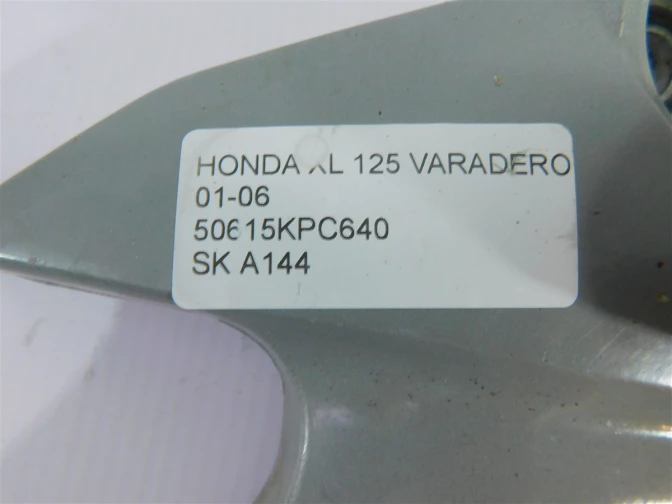 HONDA XL 125 VARADERO
01-06
50615KPC640
SK A144